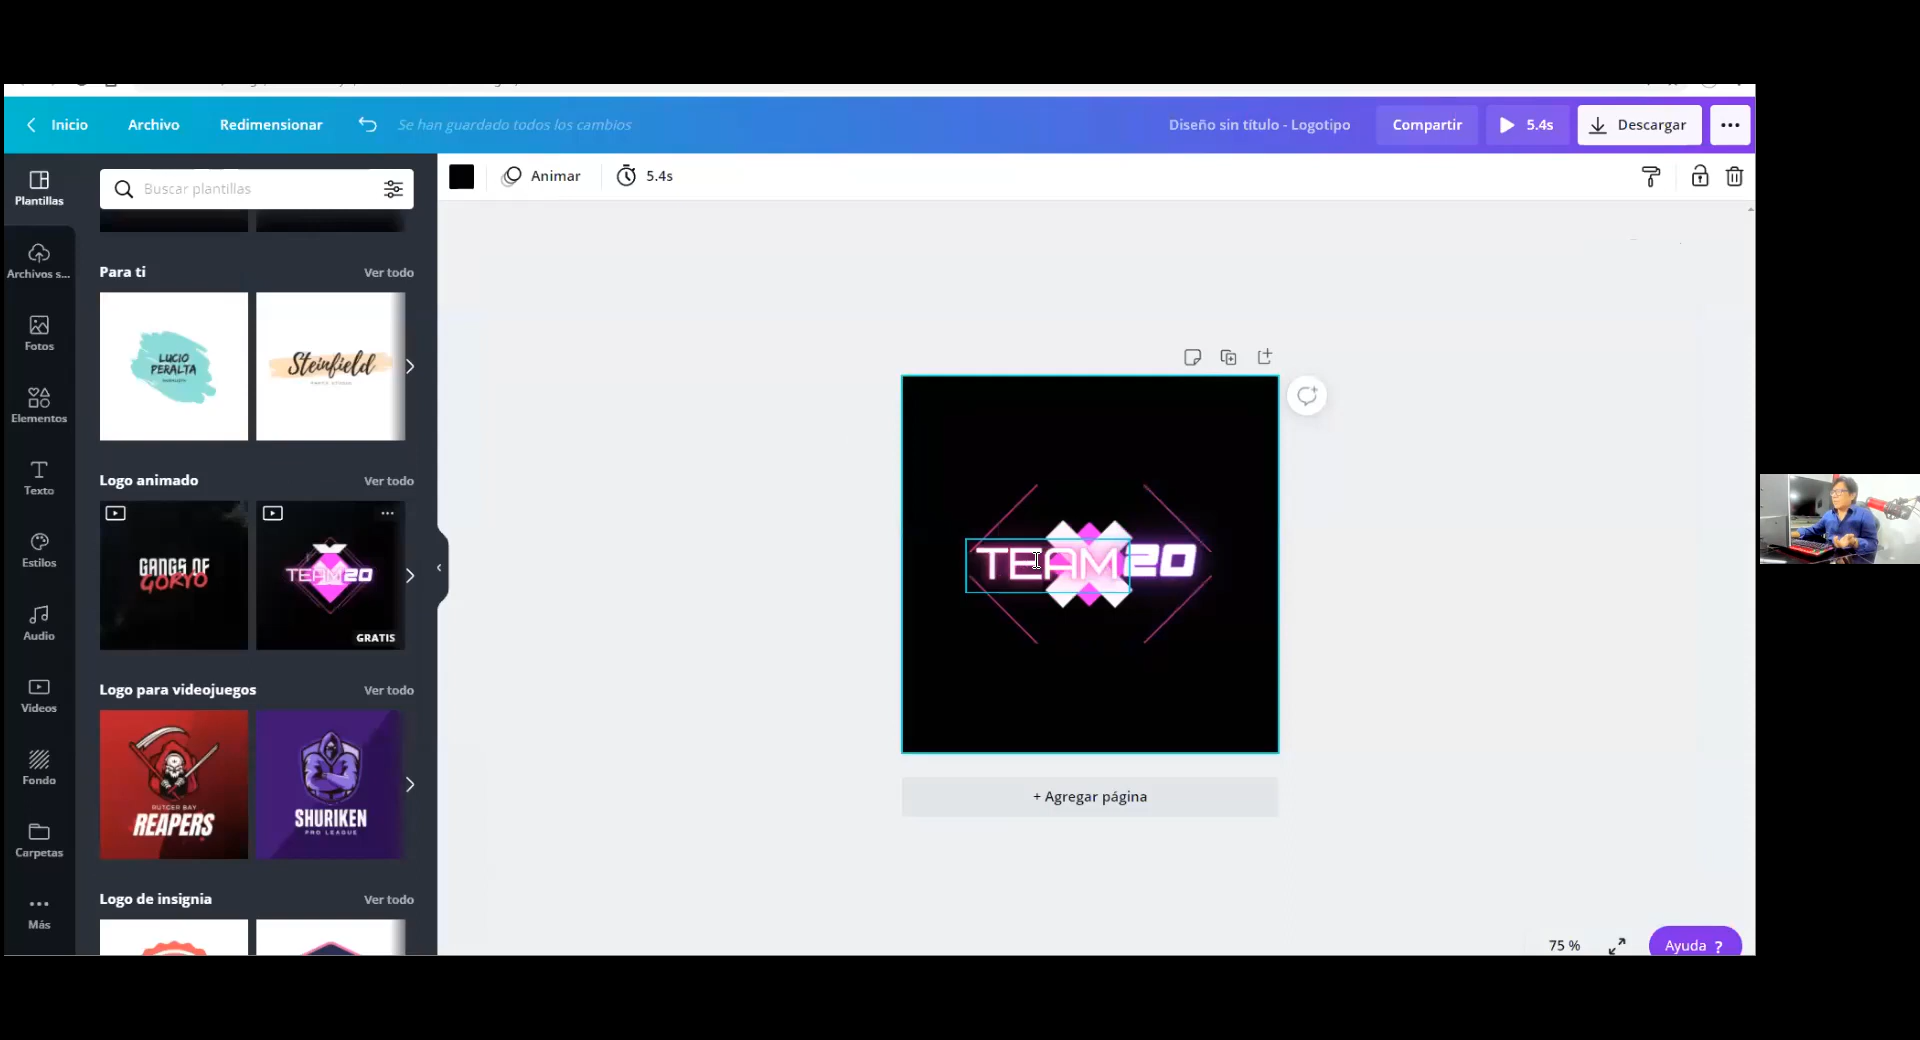 Inicio
Archivo
Redimensionar
Se han guardado todos los cambios
Diseño sin título - Logotipo
Compartir
5.4s
Descargar
Plantillas
Buscar plantillas
Animar
5.4s
Archivos s...
Para ti
Ver todo
LUCIO
PERALTA
Steinfield
Fotos
Elementos
Logo animado
Ver todo
Texto
GANGS OF
GORYO
TEAM20
GRATIS
TEAM20
Estilos
Audio
Logo para videojuegos
Ver todo
Videos
REAPERS
SHURIKEN
PRO LEAGUE
Fondo
+ Agregar página
Carpetas
Logo de insignia
Ver todo
Más
75 %
Ayuda ?